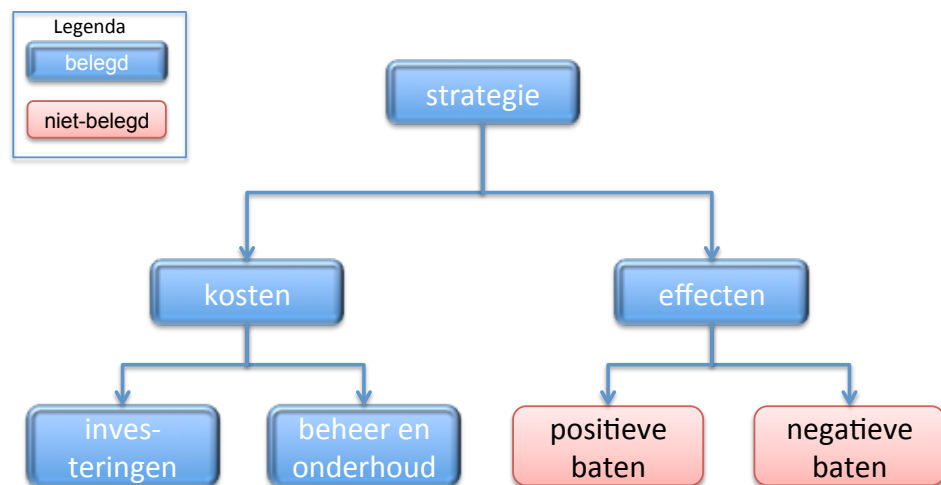 Legenda
belegd
niet-belegd
strategie
kosten
effecten
inves-
teringen
beheer en
onderhoud
positieve
baten
negatieve
baten